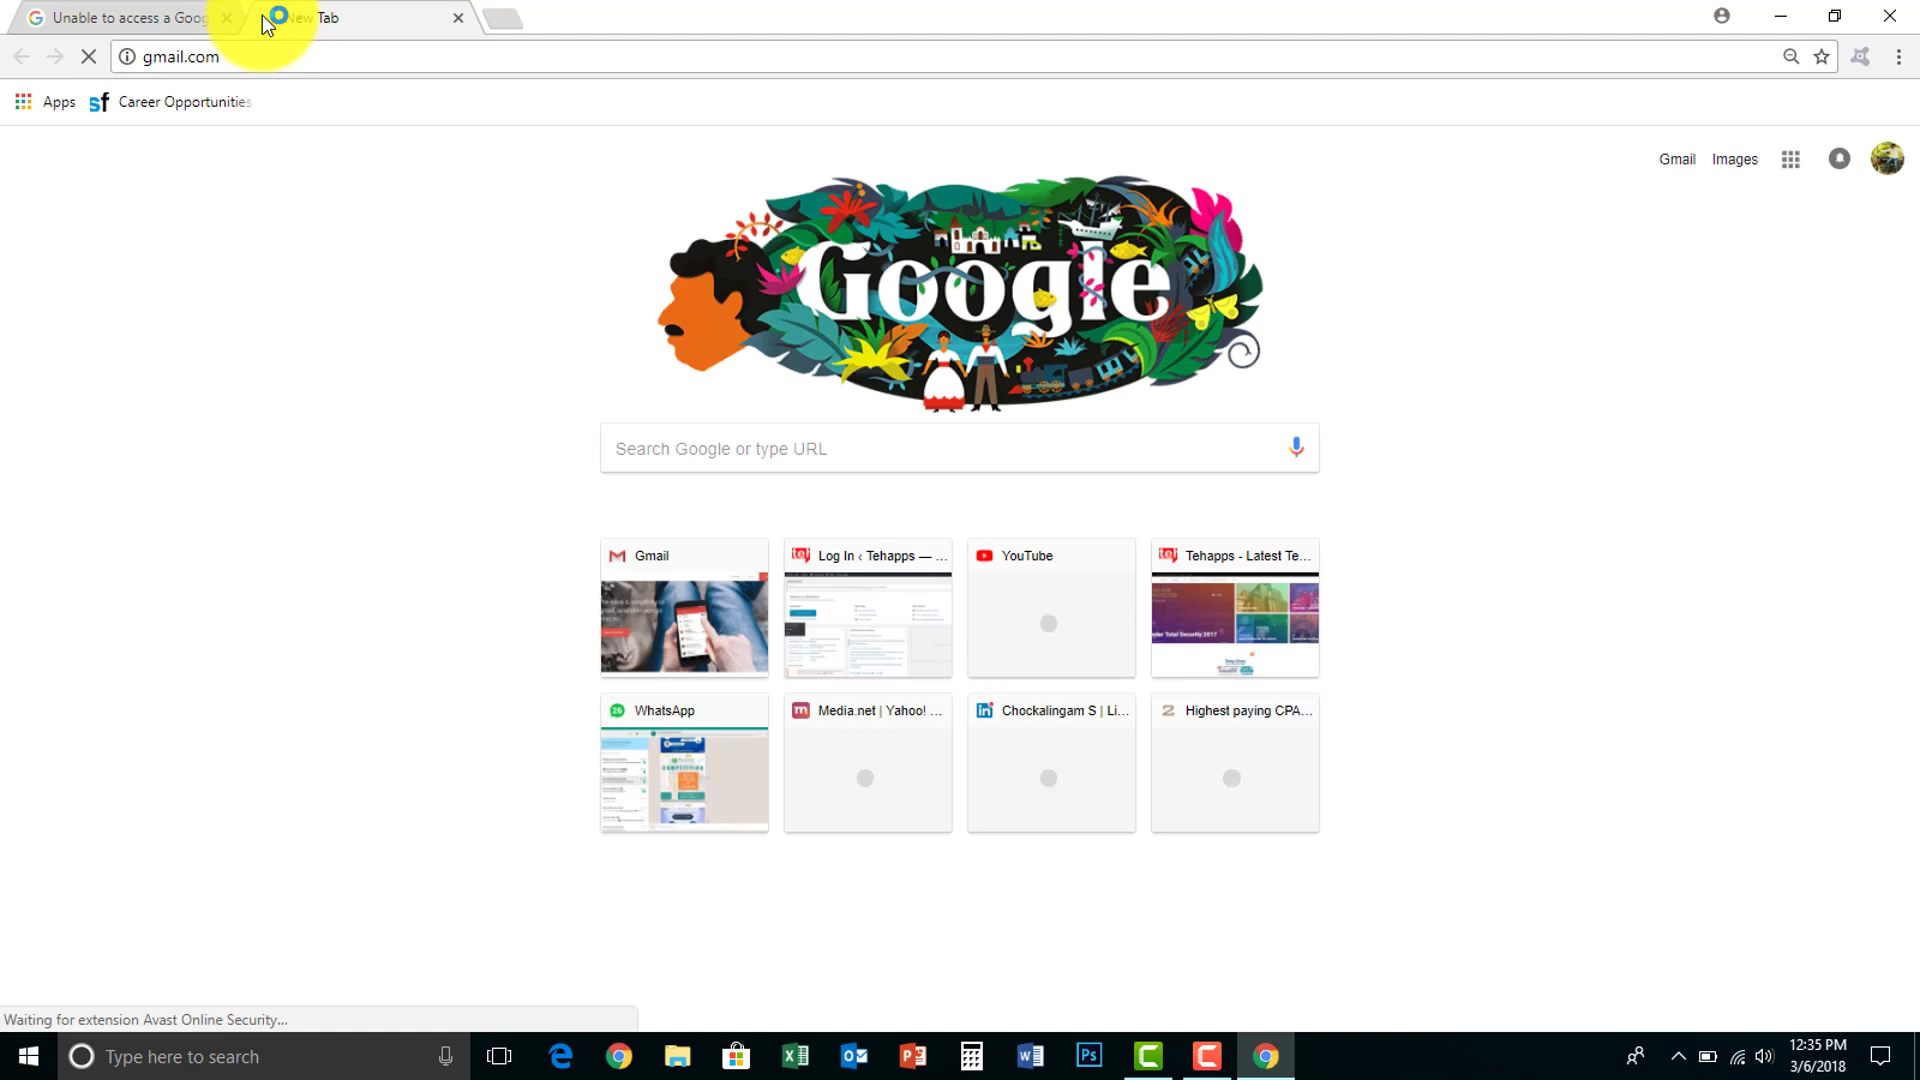 Unable to access a Goog
New Tab
gmail.com
Apps
sf Career Opportunities
Gmail
Images
Google
Search Google or type URL
Gmail
Log In ‹ Tehapps — ...
YouTube
Tehapps - Latest Te...
WhatsApp
Media.net | Yahoo! ...
Chockalingam S | Li...
Highest paying CPA...
Waiting for extension Avast Online Security...
Type here to search
12:35 PM
3/6/2018